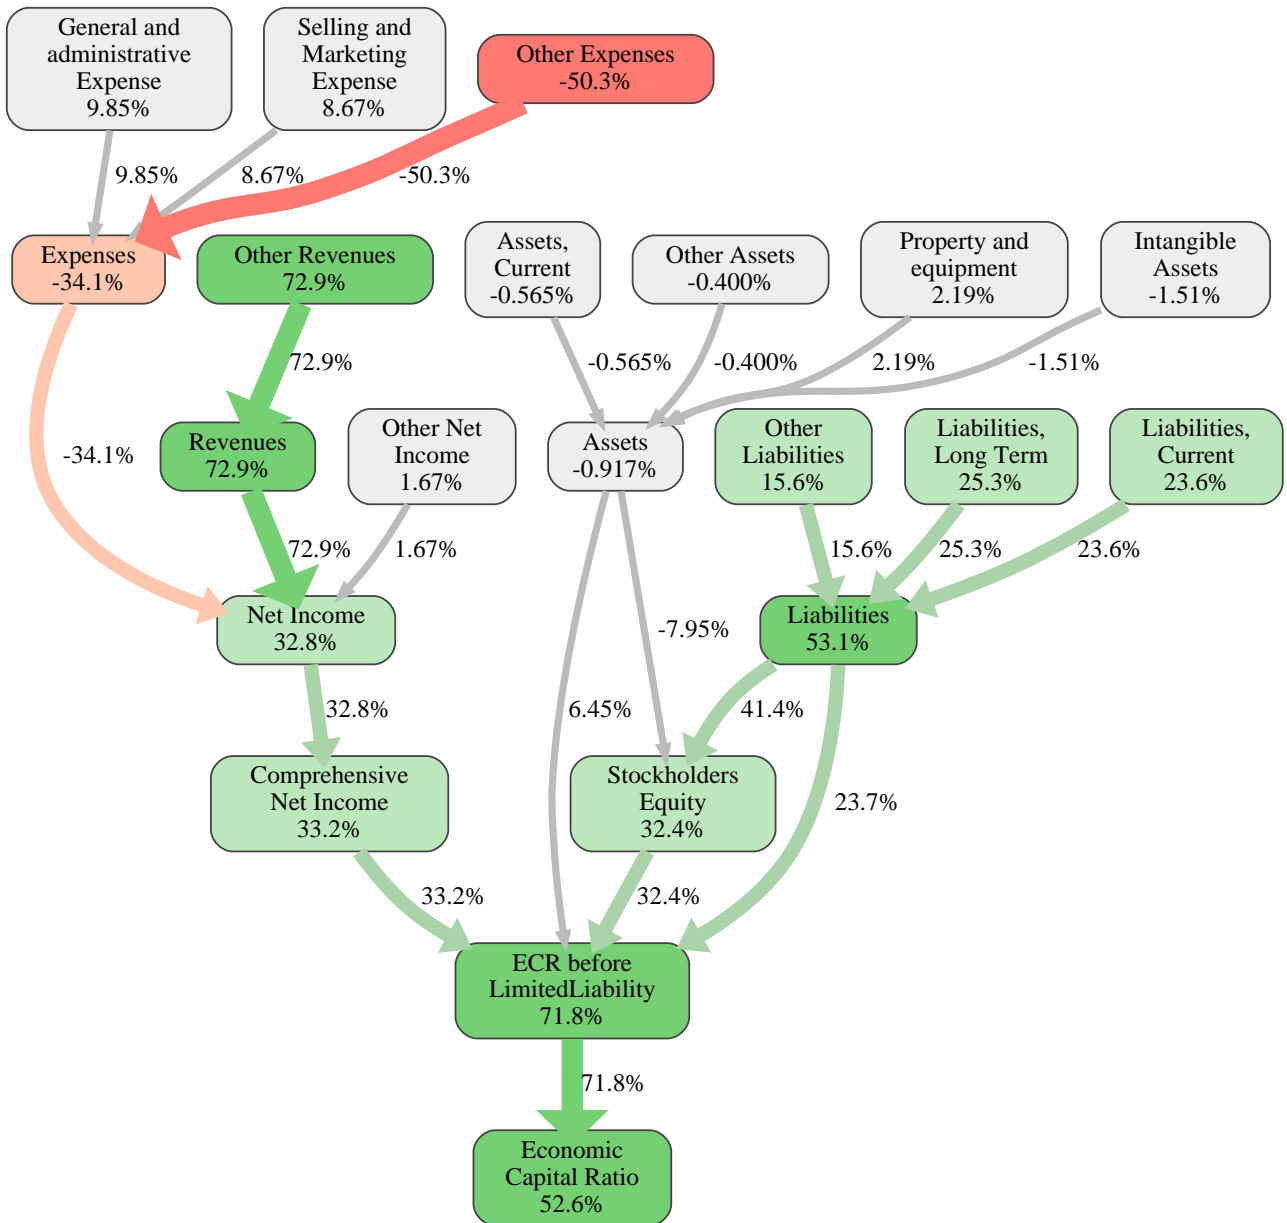 General and
administrative
Expense
9.85%
Selling and
Marketing
Expense
8.67%
Other Expenses
-50.3%
9.85%
8.67%
-50.3%
Expenses
-34.1%
Other Revenues
72.9%
Assets,
Current
-0.565%
Other Assets
-0.400%
Property and
equipment
2.19%
Intangible
Assets
-1.51%
72.9%
-0.565%
-0.400%
2.19%
-1.51%
-34.1%
Revenues
72.9%
Other Net
Income
1.67%
Assets
-0.917%
Other
Liabilities
15.6%
Liabilities,
Long Term
25.3%
Liabilities,
Current
23.6%
72.9%
1.67%
15.6%
25.3%
23.6%
Net Income
32.8%
-7.95%
Liabilities
53.1%
32.8%
6.45%
41.4%
Comprehensive
Net Income
33.2%
Stockholders
Equity
32.4%
23.7%
33.2%
32.4%
ECR before
LimitedLiability
71.8%
71.8%
Economic
Capital Ratio
52.6%